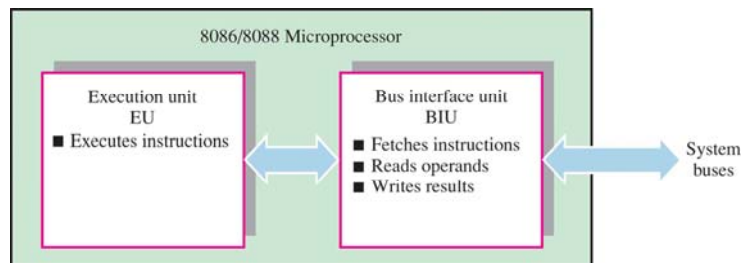 8086/8088 Microprocessor
Execution unit
EU
■ Executes instructions
Bus interface unit
BIU
■ Fetches instructions
■ Reads operands
■ Writes results
System
buses